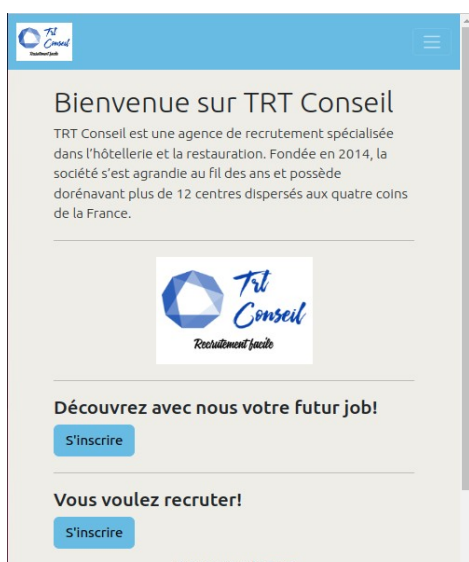 Trt
Conseil
Recrutement facile
Bienvenue sur TRT Conseil
TRT Conseil est une agence de recrutement spécialisée
dans l'hôtellerie et la restauration. Fondée en 2014, la
société s'est agrandie au fil des ans et possède
dorénavant plus de 12 centres dispersés aux quatre coins
de la France.
Trt
Conseil
Recrutement facile
Découvrez avec nous votre futur job!
S'inscrire
Vous voulez recruter!
S'inscrire